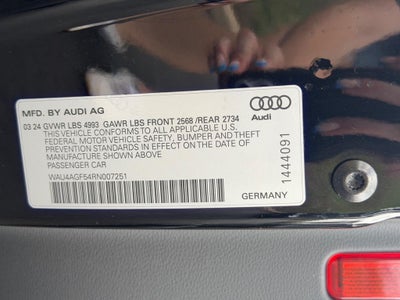 MFD. BY AUDI AG
03 24 GVWR LBS 4993 GAWR LBS FRONT 2568 /REAR 2734
THIS VEHICLE CONFORMS TO ALL APPLICABLE U.S.
FEDERAL MOTOR VEHICLE SAFETY, BUMPER AND THEFT
PREVENTION STANDARDS IN EFFECT ON THE DATE OF
MANUFACTURE SHOWN ABOVE
PASSENGER CAR
WAU4AGF54RN007251
Audi
1444091
GERMANY